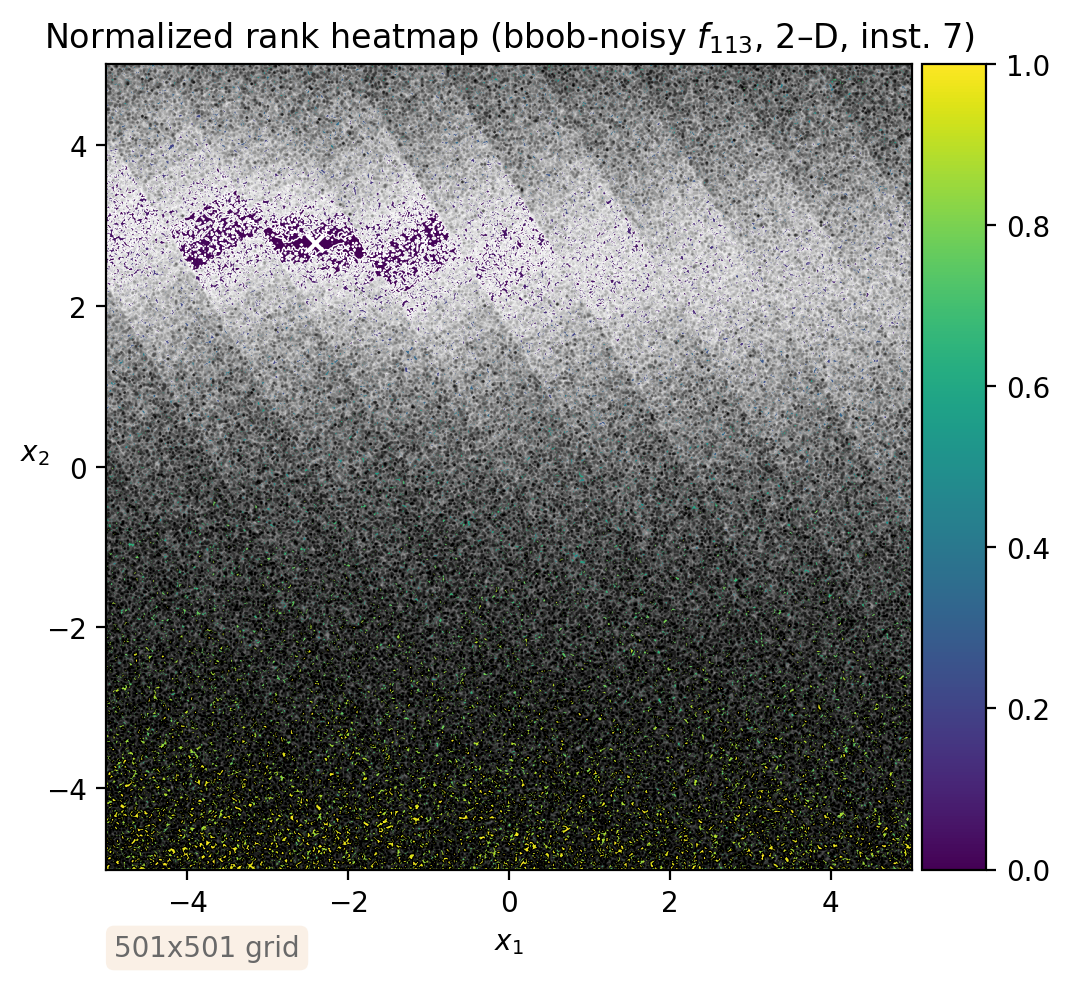 Normalized rank heatmap (bbob-noisy f₁₁₃, 2–D, inst. 7)
1.0
0.8
0.6
0.4
0.2
0.0
4
2
0
−2
−4
x₂
−4 −2 0 2 4
x₁
501x501 grid